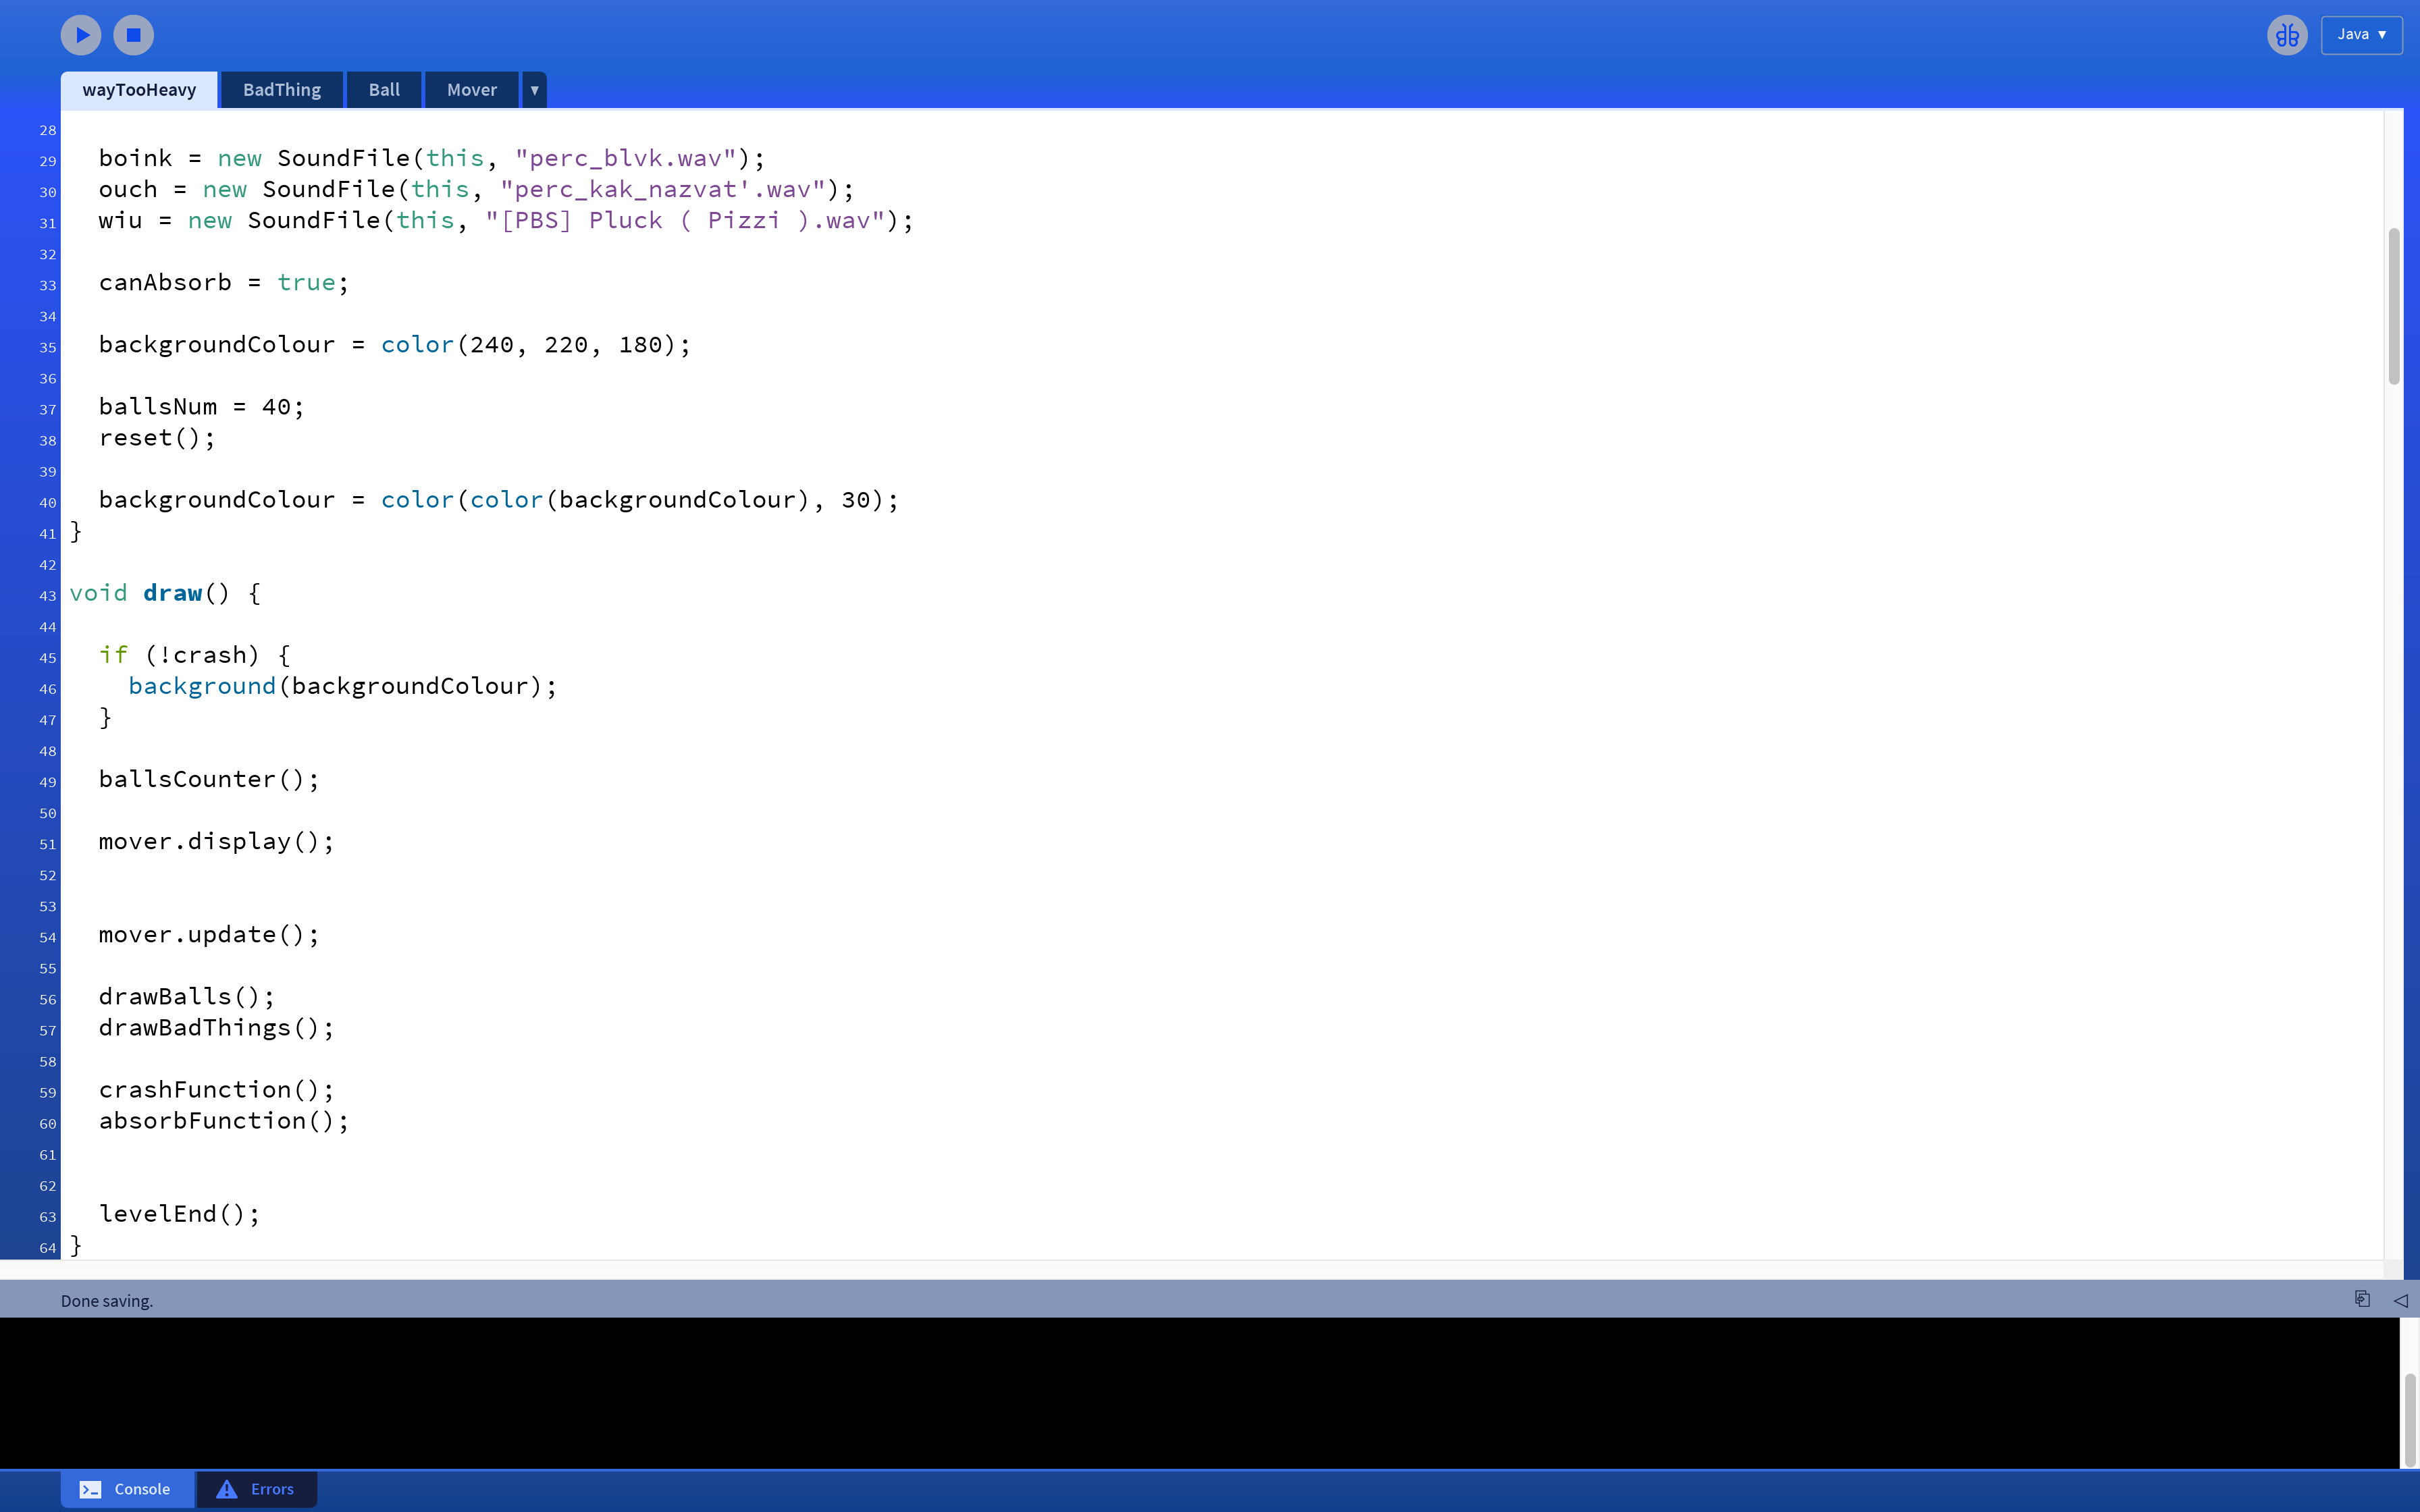 Java ▼
wayTooHeavy BadThing Ball Mover ▼
28
29 boink = new SoundFile(this, "perc_blvk.wav");
30 ouch = new SoundFile(this, "perc_kak_nazvat'.wav");
31 wiu = new SoundFile(this, "[PBS] Pluck ( Pizzi ).wav");
32
33 canAbsorb = true;
34
35 backgroundColour = color(240, 220, 180);
36
37 ballsNum = 40;
38 reset();
39
40 backgroundColour = color(color(backgroundColour), 30);
41 }
42
43 void draw() {
44
45 if (!crash) {
46 background(backgroundColour);
47 }
48
49 ballsCounter();
50
51 mover.display();
52
53
54 mover.update();
55
56 drawBalls();
57 drawBadThings();
58
59 crashFunction();
60 absorbFunction();
61
62
63 levelEnd();
64 }
Done saving.
Console Errors